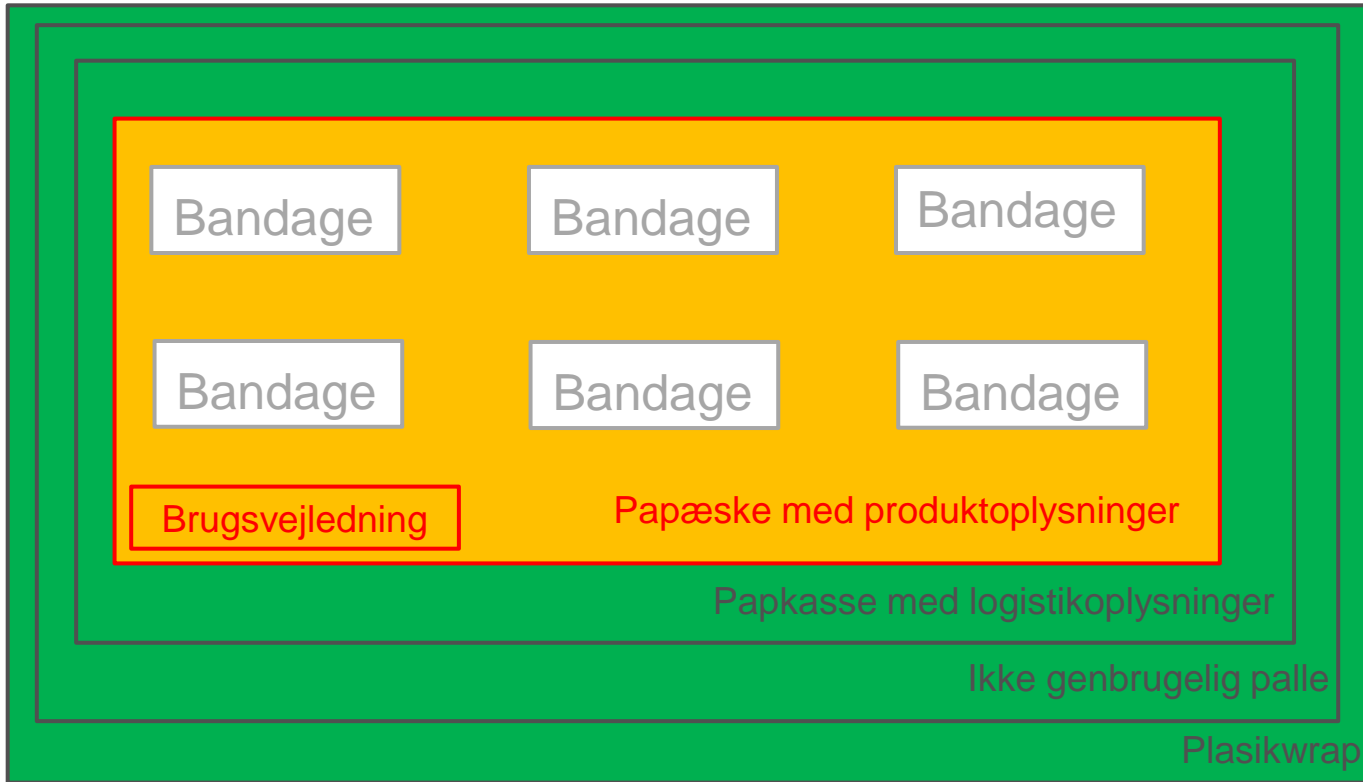 Bandage
Bandage
Bandage
Bandage
Bandage
Bandage
Brugsvejledning
Papæske med produktoplysninger
Papkasse med logistikoplysninger
Ikke genbrugelig palle
Plasikwrap